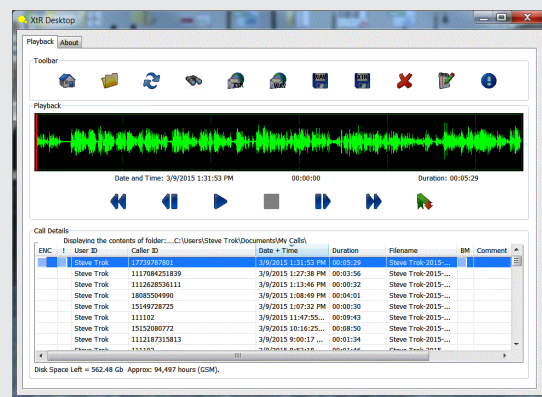 XtR Desktop
Playback About
Toolbar
XTR WAV WAV XTR
Playback
Date and Time: 3/9/2015 1:31:53 PM 00:00:00 Duration: 00:05:29
Call Details
Displaying the contents of folder:....C:\Users\Steve Trok\Documents\My Calls\
ENC ! User ID Caller ID Date + Time Duration Filename BM Comment
Steve Trok 17739787801 3/9/2015 1:31:53 PM 00:05:29 Steve Trok-2015-...
Steve Trok 1117084251839 3/9/2015 1:27:38 PM 00:03:56 Steve Trok-2015-...
Steve Trok 1112628536111 3/9/2015 1:13:46 PM 00:00:32 Steve Trok-2015-...
Steve Trok 18085504990 3/9/2015 1:08:49 PM 00:04:01 Steve Trok-2015-...
Steve Trok 15149728725 3/9/2015 1:07:32 PM 00:00:30 Steve Trok-2015-...
Steve Trok 111102 3/9/2015 11:47:55... 00:09:43 Steve Trok-2015-...
Steve Trok 15152080772 3/9/2015 10:16:25... 00:08:50 Steve Trok-2015-...
Steve Trok 1112187315813 3/9/2015 9:00:17 ... 00:01:34 Steve Trok-2015-...
Steve Trok 111102
Disk Space Left = 562.48 Gb Approx: 94,497 hours (GSM).